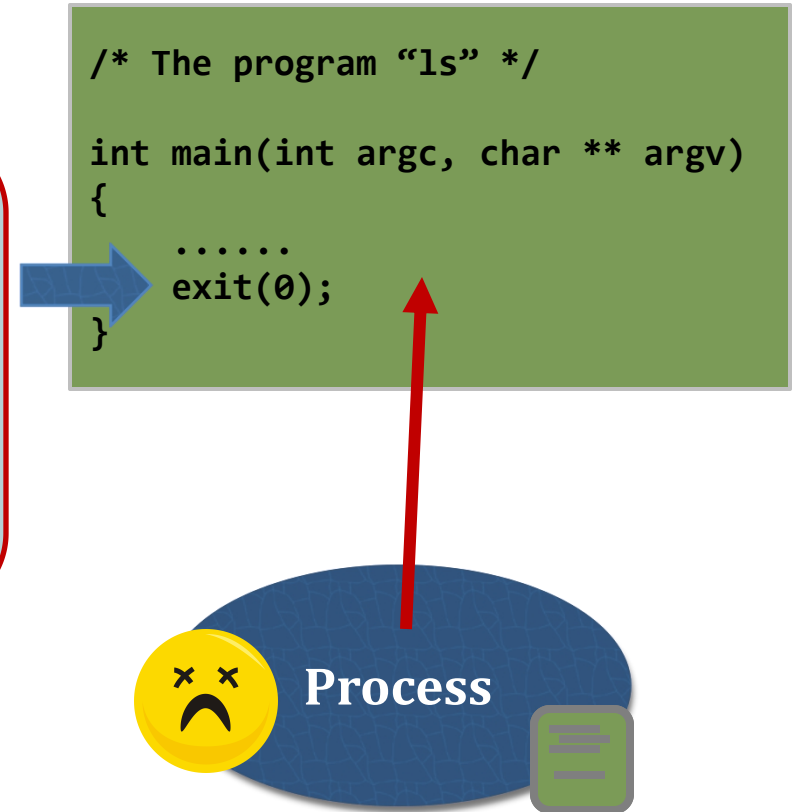 /* The program “ls” */
int main(int argc, char ** argv)
{
    ......
    exit(0);
}
Process